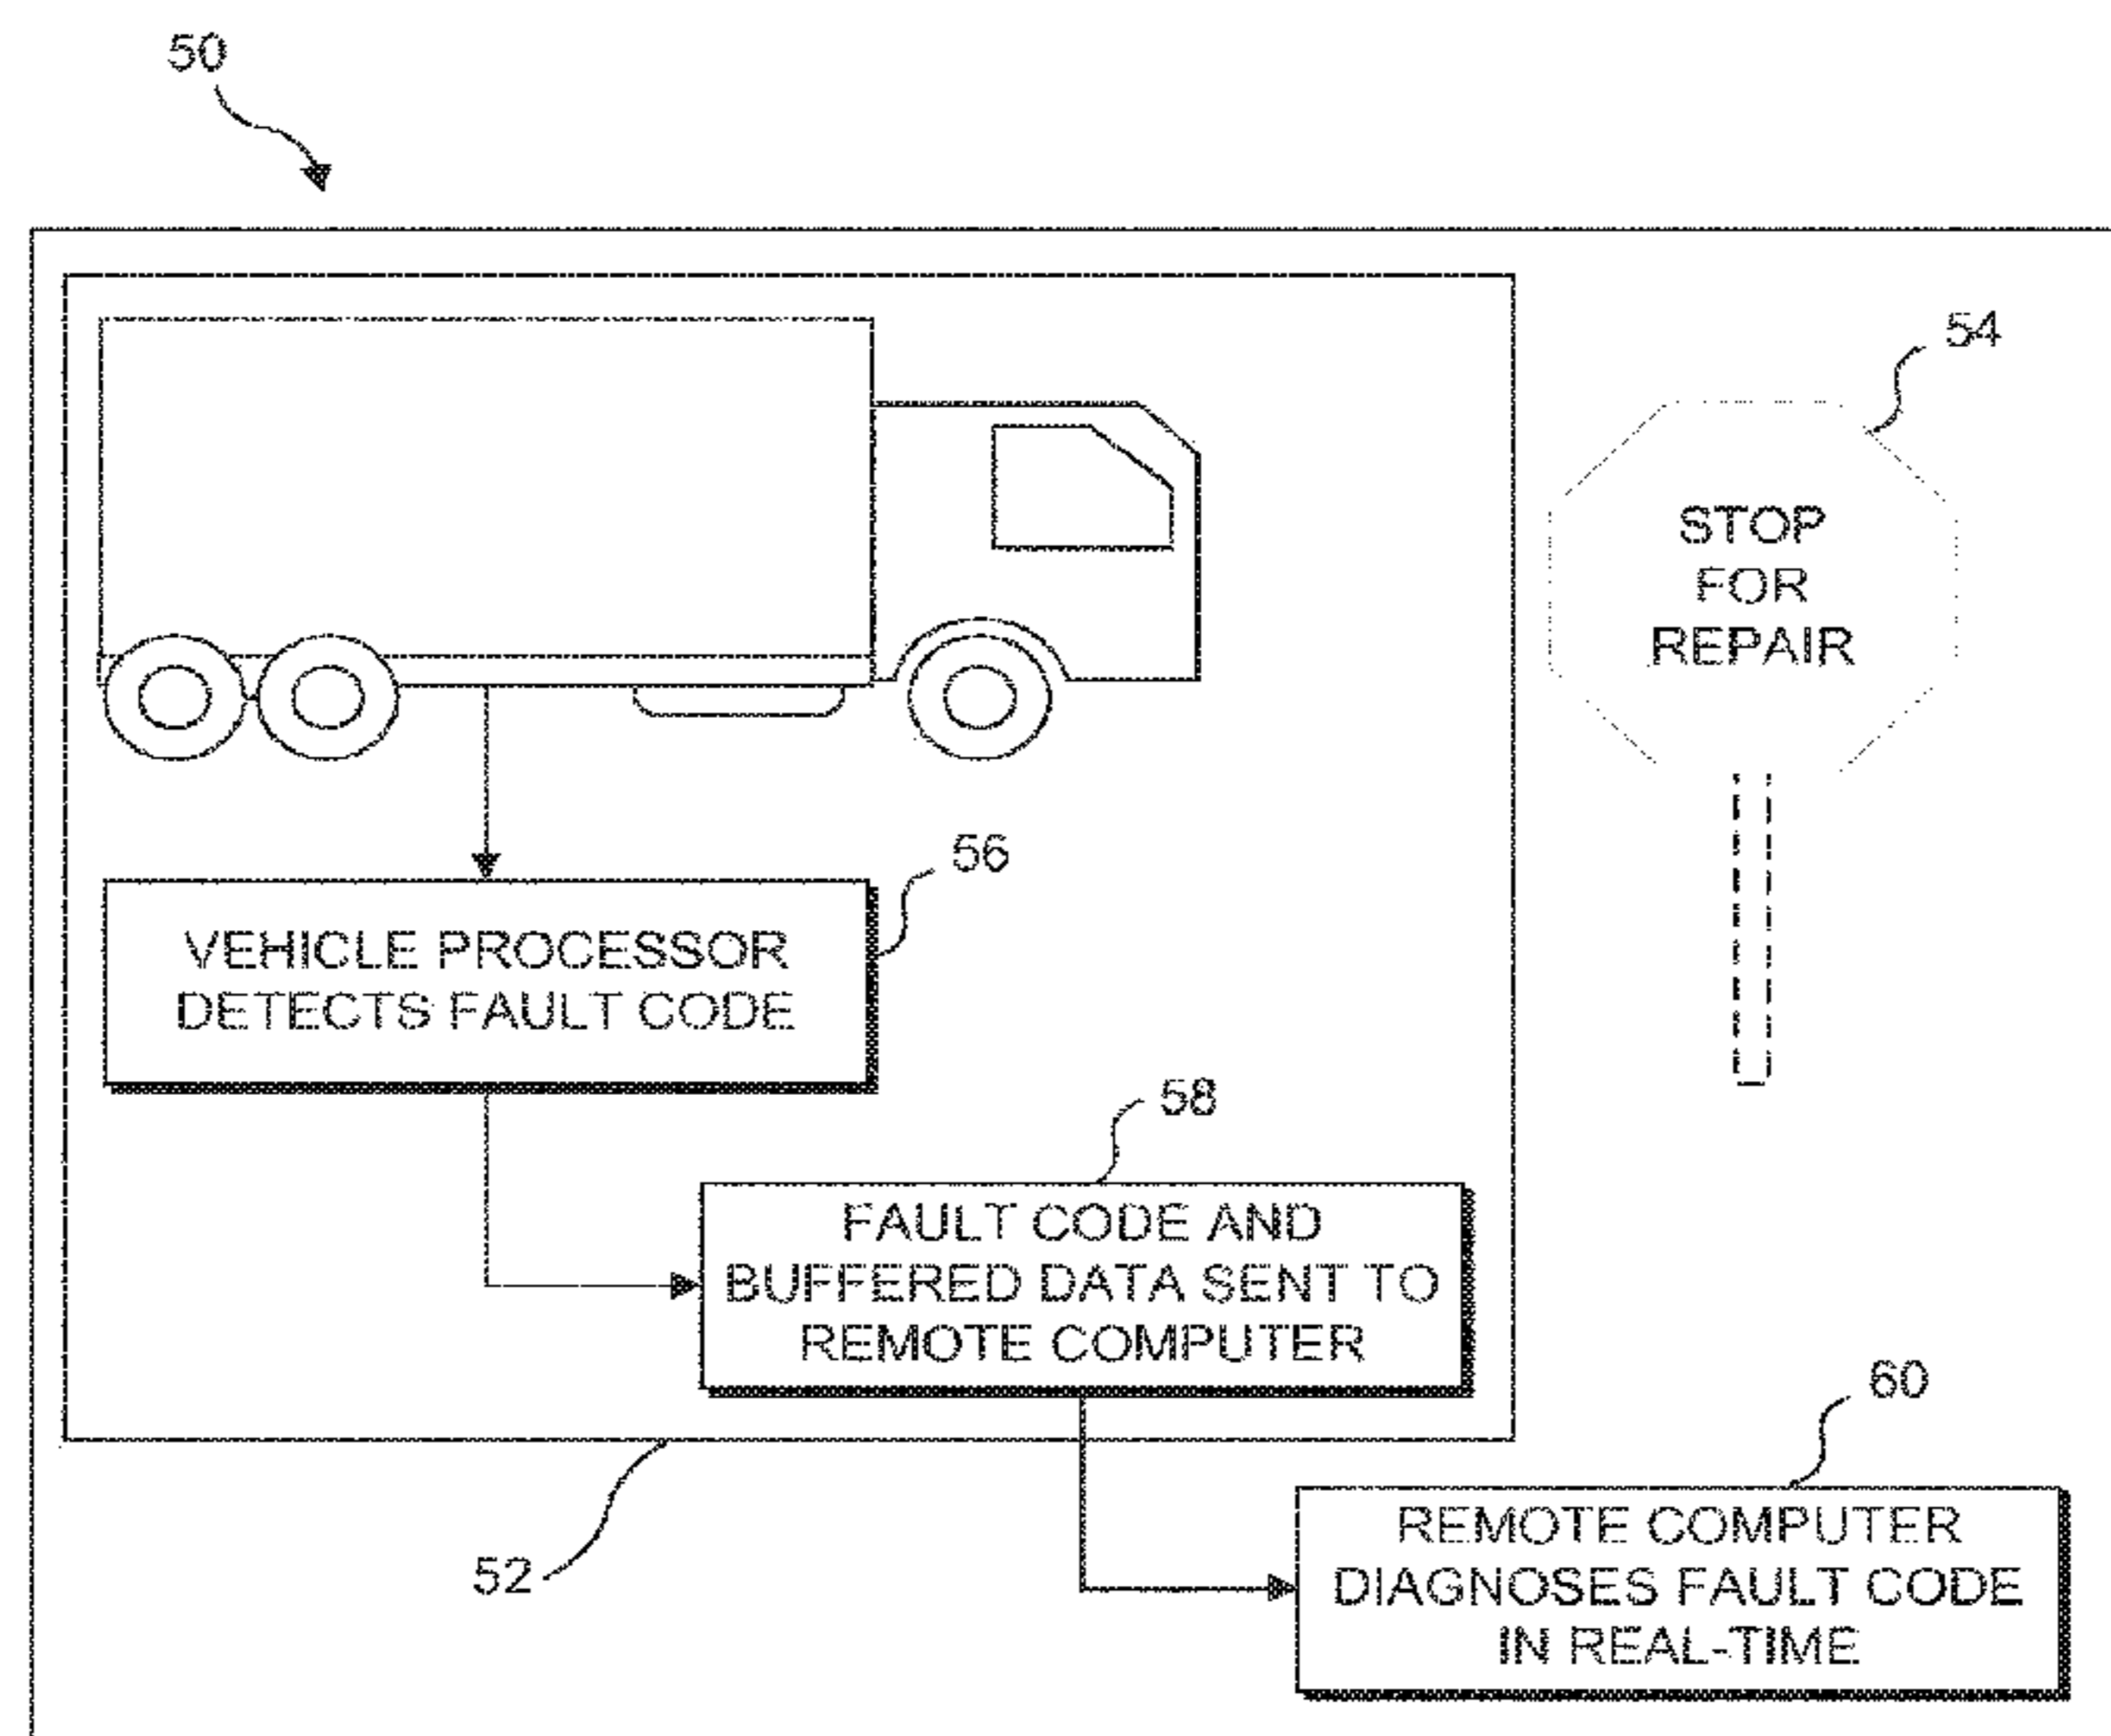 50
54
STOP
FOR
REPAIR
56
VEHICLE PROCESSOR
DETECTS FAULT CODE
58
FAULT CODE AND
BUFFERED DATA SENT TO
REMOTE COMPUTER
60
52
REMOTE COMPUTER
DIAGNOSES FAULT CODE
IN REAL-TIME